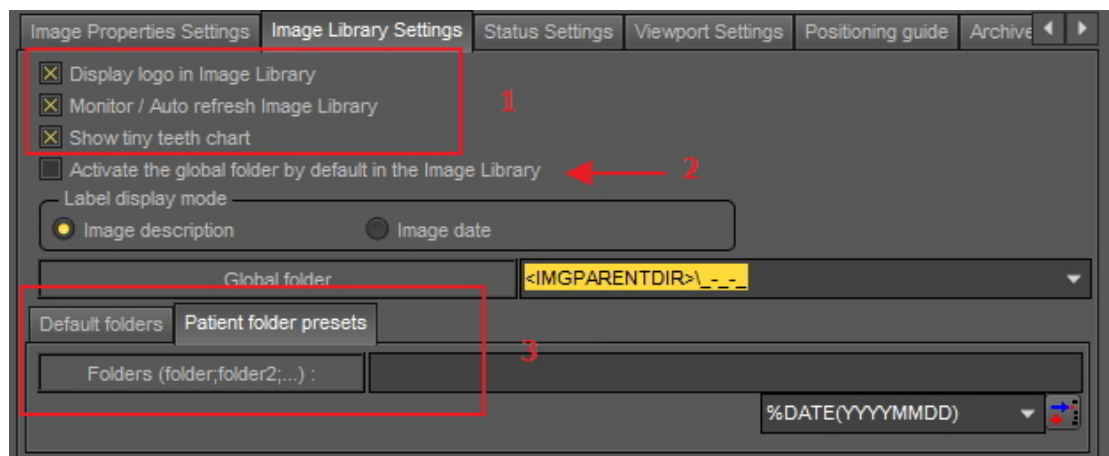 Image Properties Settings Image Library Settings Status Settings Viewport Settings Positioning guide Archive
Display logo in Image Library
Monitor / Auto refresh Image Library
1
Show tiny teeth chart
Activate the global folder by default in the Image Library
2
Label display mode
Image description Image date
Global folder <IMGPARENTDIR>\_-_-_
Default folders Patient folder presets
3
Folders (folder;folder2;...) :
%DATE(YYYYMMDD)